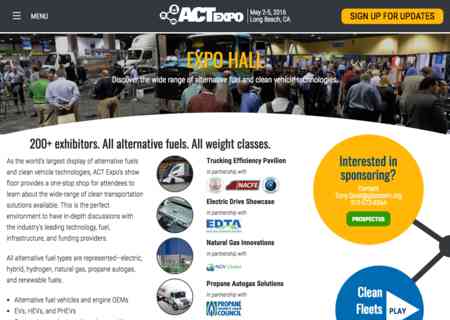 MENU
ACT EXPO
May 2-5, 2016
Long Beach, CA
SIGN UP FOR UPDATES
EXPO HALL
Discover the wide range of alternative fuel and clean vehicle technologies.
200+ exhibitors. All alternative fuels. All weight classes.
As the world's largest display of alternative fuels
and clean vehicle technologies, ACT Expo's show
floor provides a one-stop shop for attendees to
learn about the wide-range of clean transportation
solutions available. This is the perfect
environment to have in-depth discussions with
the industry's leading technology, fuel,
infrastructure, and funding providers.
All alternative fuel types are represented—electric,
hybrid, hydrogen, natural gas, propane autogas,
and renewable fuels.
• Alternative fuel vehicles and engine OEMs
• EVs, HEVs, and PHEVs
Trucking Efficiency Pavilion
in partnership with
NACFE
Electric Drive Showcase
in partnership with
EDTA
Natural Gas Innovations
in partnership with
Propane Autogas Solutions
in partnership with
PROPANE
COUNCIL
Interested in
sponsoring?
Contact
PROSPECTUS
Clean
Fleets
PLAY